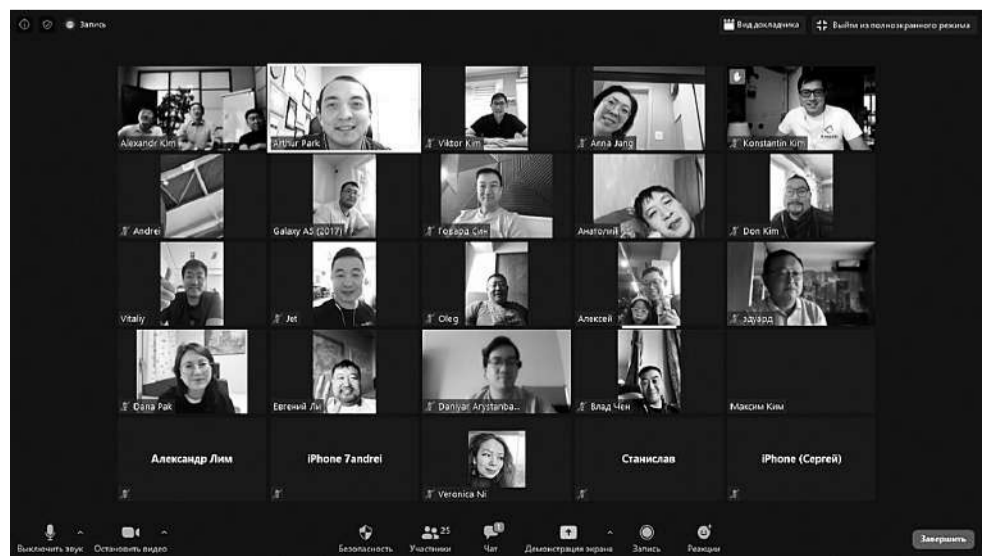 Запись
Вид докладчика
Выйти из полноэкранного режима
Alexandr Kim
Arthur Park
Viktor Kim
Anna Jang
Konstantin Kim
Andrei
Galaxy A5 (2017)
Говард Син
Анатолий
Don Kim
Vitaliy
Jet
Oleg
Алексей
эдуард
Dana Pak
Евгений Ли
Daniyar Arystanba...
Влад Чен
Максим Ким
Александр Лим
iPhone 7andrei
Veronica Ni
Станислав
iPhone (Сергей)
Выключить звук
Остановить видео
Безопасность
25
Участники
1
Чат
Демонстрация экрана
Запись
Реакции
Завершить